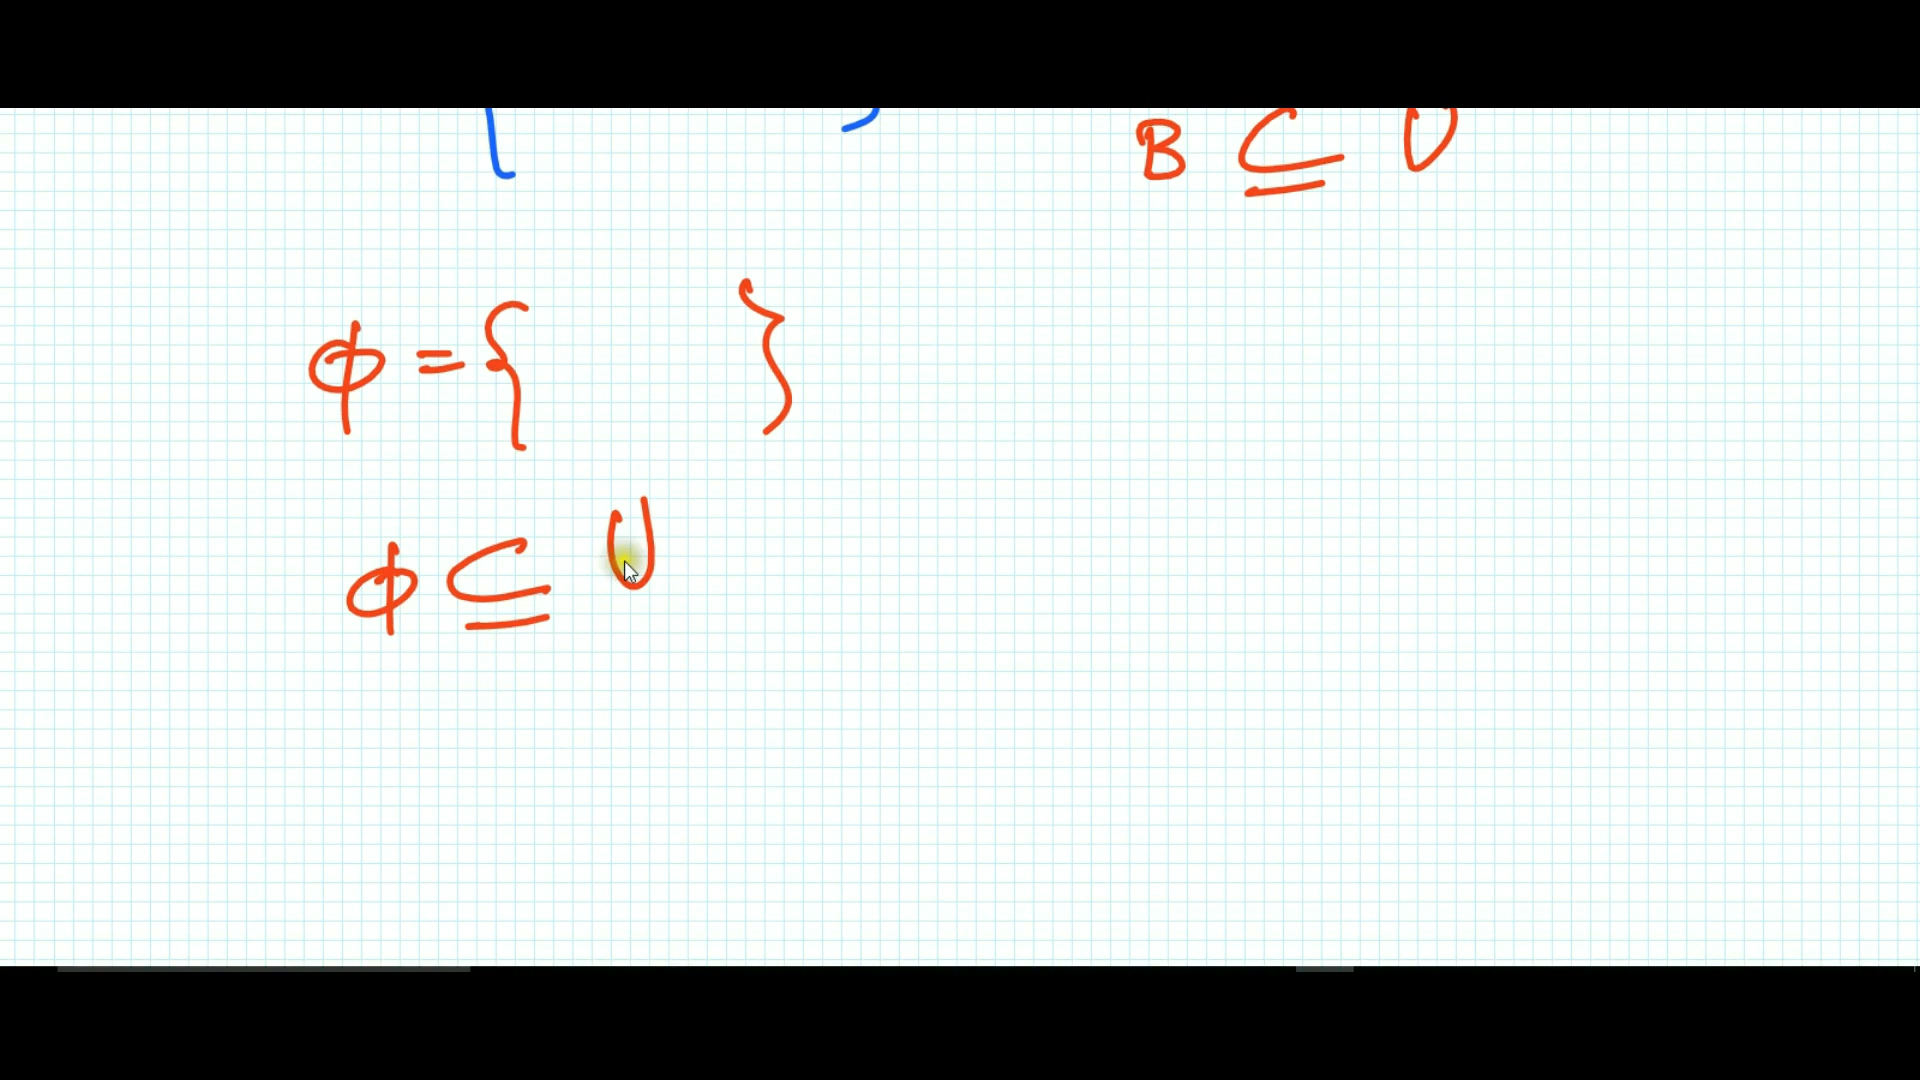 B ⊆ U
ϕ = { }
ϕ ⊆ U